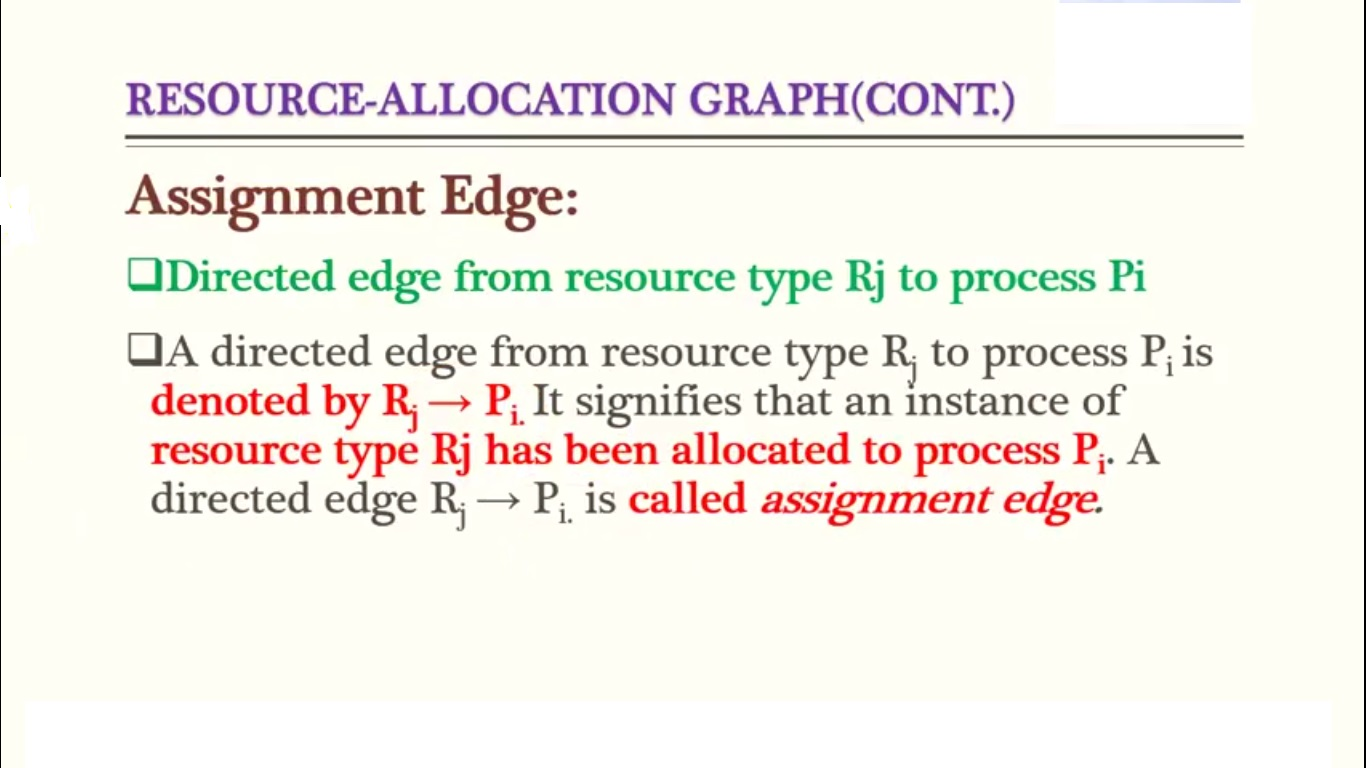 RESOURCE-ALLOCATION GRAPH(CONT.)
Assignment Edge:
❑Directed edge from resource type Rj to process Pi
❑A directed edge from resource type Rj to process Pi is
denoted by Rj → Pi. It signifies that an instance of
resource type Rj has been allocated to process Pi. A
directed edge Rj → Pi. is called assignment edge.